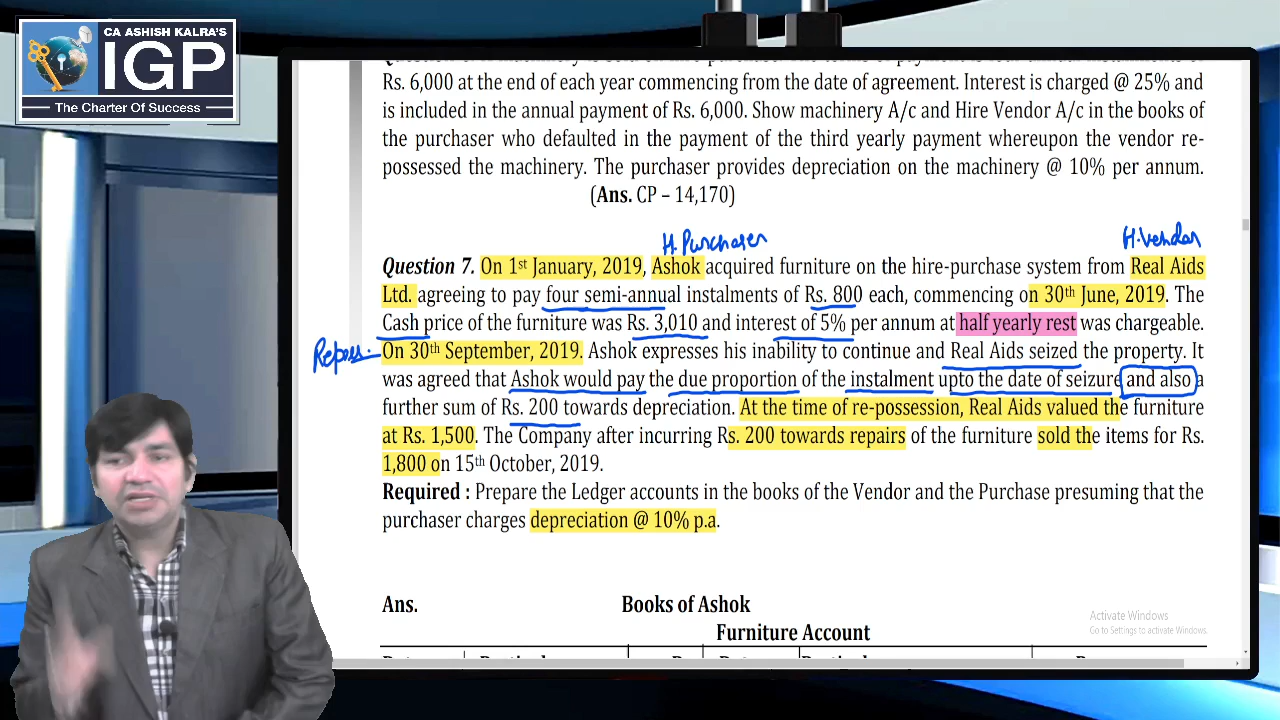 CA ASHISH KALRA'S
IGP
The Charter Of Success
Rs. 6,000 at the end of each year commencing from the date of agreement. Interest is charged @ 25% and
is included in the annual payment of Rs. 6,000. Show machinery A/c and Hire Vendor A/c in the books of
the purchaser who defaulted in the payment of the third yearly payment whereupon the vendor re-
possessed the machinery. The purchaser provides depreciation on the machinery @ 10% per annum.
(Ans. CP – 14,170)
H. Purchaser H. Vendor
Question 7. On 1st January, 2019, Ashok acquired furniture on the hire-purchase system from Real Aids
Ltd. agreeing to pay four semi-annual instalments of Rs. 800 each, commencing on 30th June, 2019. The
Cash price of the furniture was Rs. 3,010 and interest of 5% per annum at half yearly rest was chargeable.
Repess. On 30th September, 2019. Ashok expresses his inability to continue and Real Aids seized the property. It
was agreed that Ashok would pay the due proportion of the instalment upto the date of seizure and also a
further sum of Rs. 200 towards depreciation. At the time of re-possession, Real Aids valued the furniture
at Rs. 1,500. The Company after incurring Rs. 200 towards repairs of the furniture sold the items for Rs.
1,800 on 15th October, 2019.
Required : Prepare the Ledger accounts in the books of the Vendor and the Purchase presuming that the
purchaser charges depreciation @ 10% p.a.
Ans. Books of Ashok
Furniture Account
Activate Windows
Go to Settings to activate Windows.